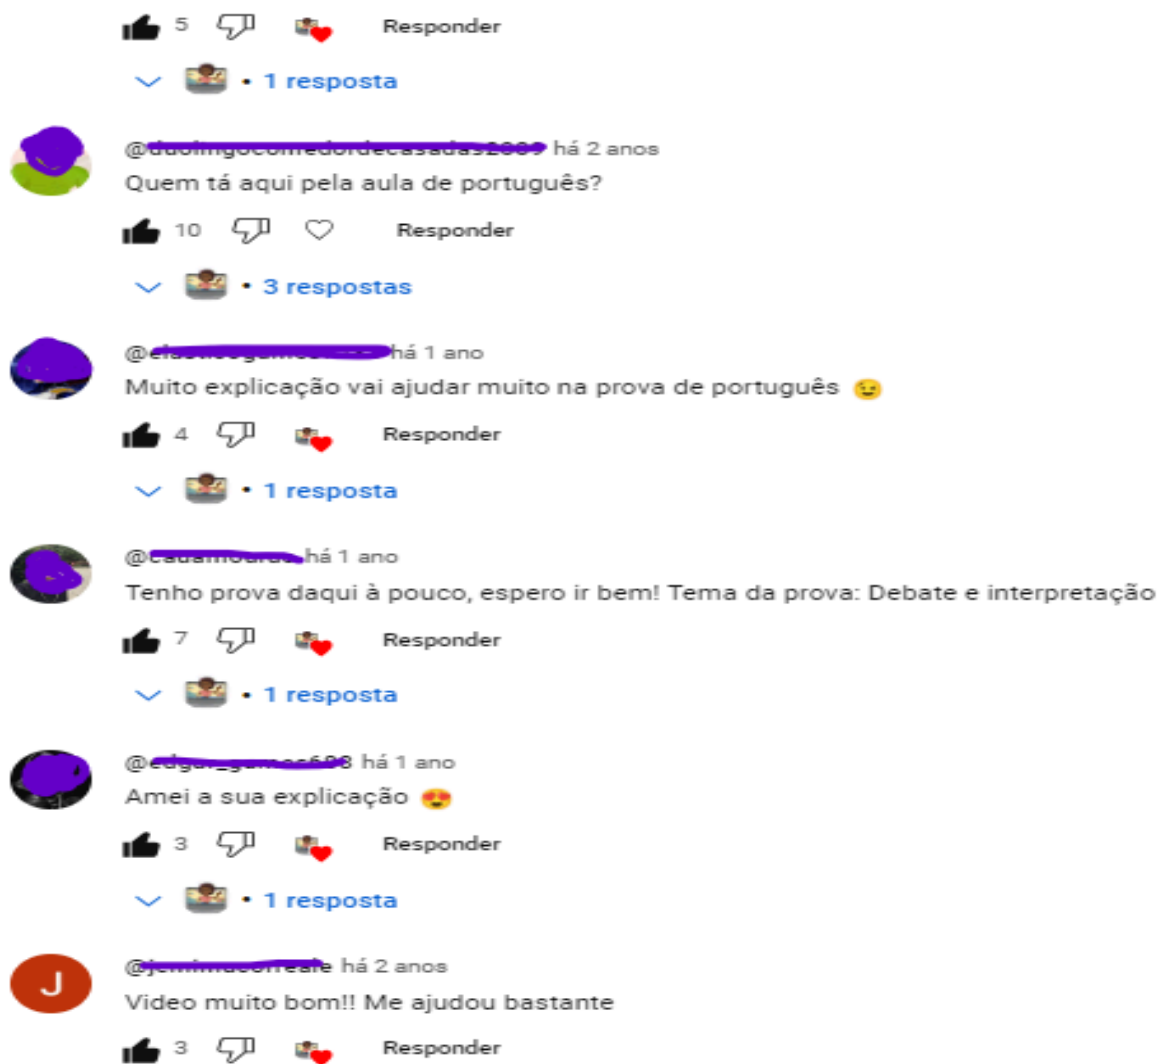 5 Responder
• 1 resposta
há 2 anos
Quem tá aqui pela aula de português?
10 Responder
• 3 respostas
há 1 ano
Muito explicação vai ajudar muito na prova de português 😉
4 Responder
• 1 resposta
há 1 ano
Tenho prova daqui à pouco, espero ir bem! Tema da prova: Debate e interpretação
7 Responder
• 1 resposta
há 1 ano
Amei a sua explicação 😍
3 Responder
• 1 resposta
J
há 2 anos
Video muito bom!! Me ajudou bastante
3 Responder